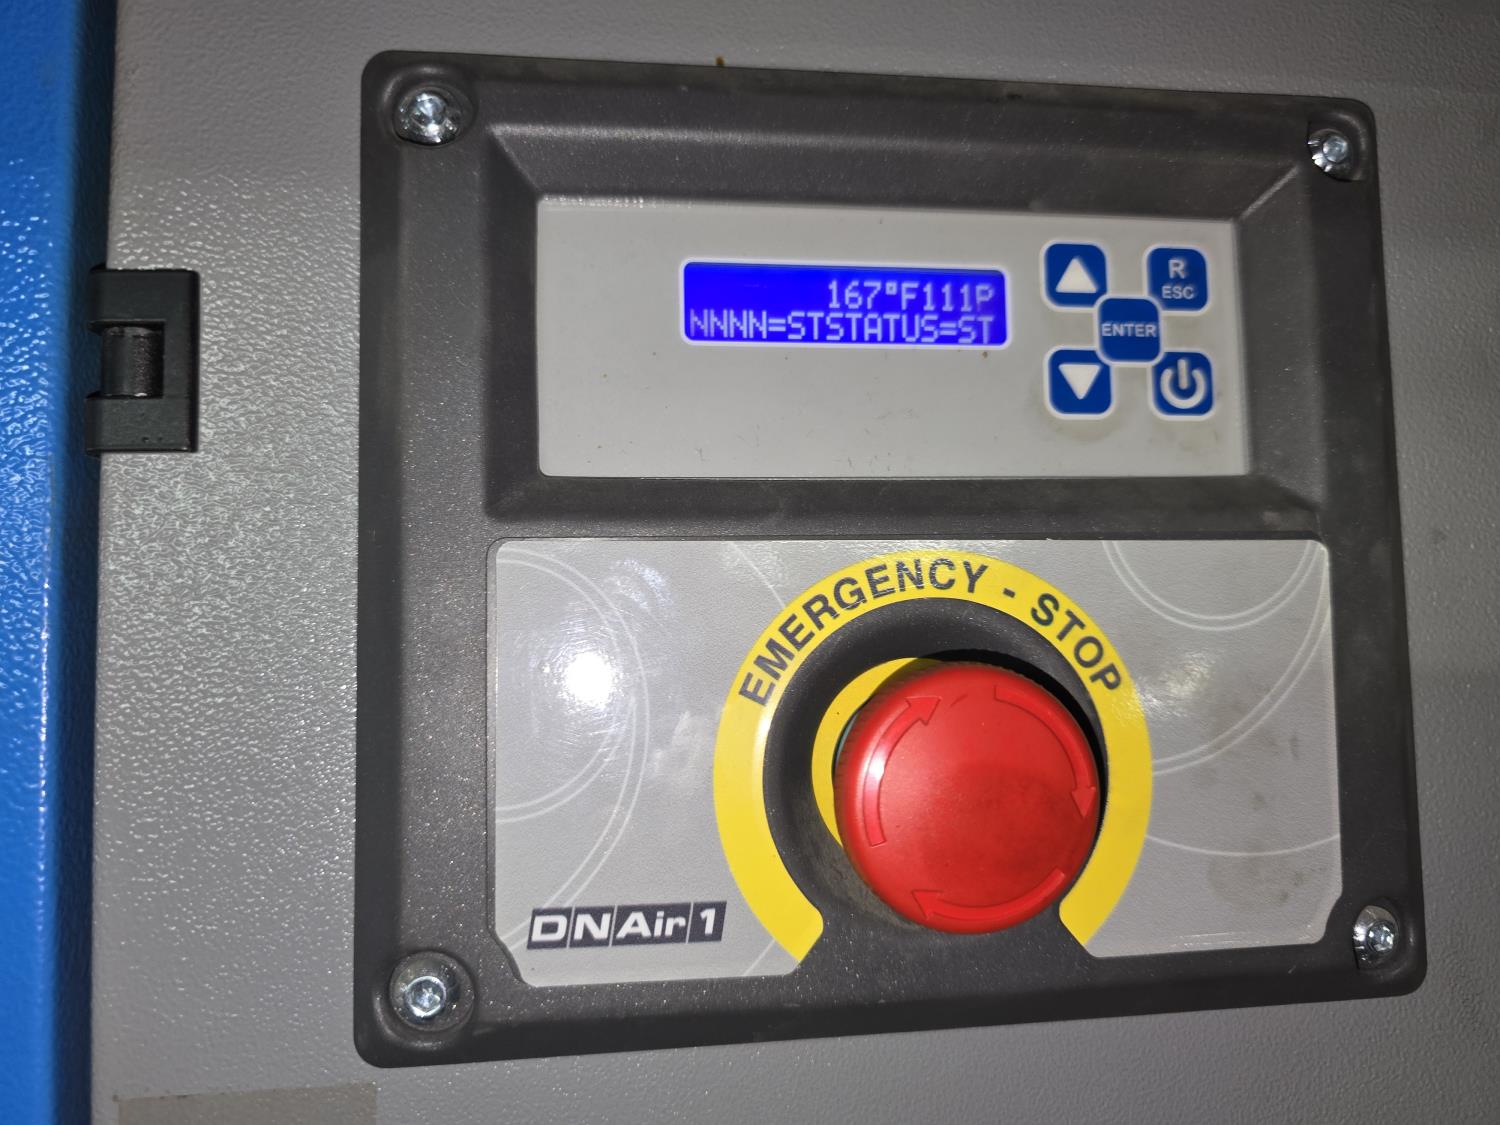 167°F111P
NNNN=STSTATUS=ST
R
ESC
ENTER
EMERGENCY - STOP
DNAir1